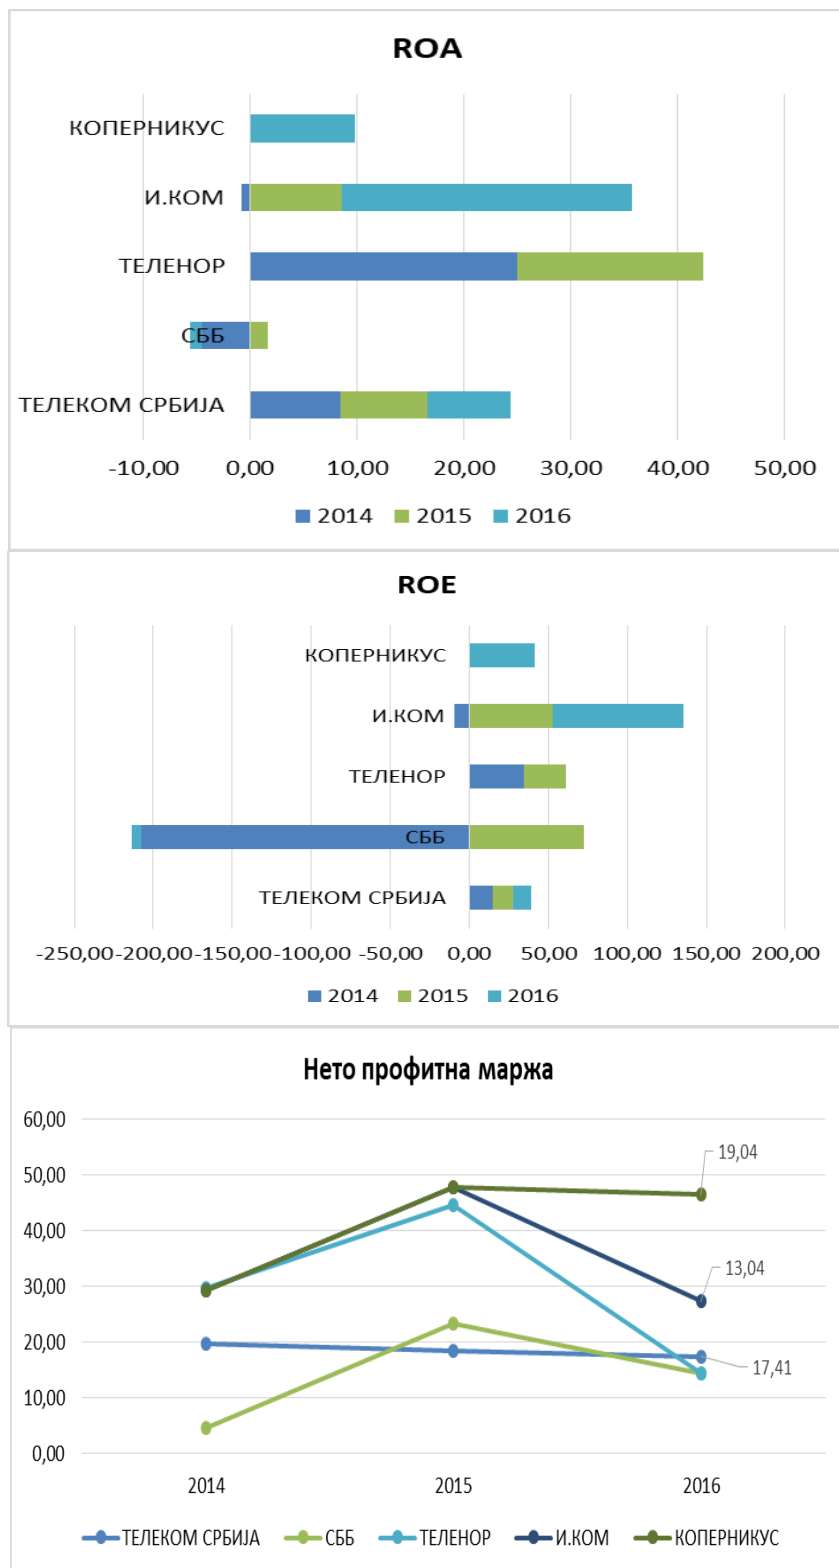 ROA
КОПЕРНИКУС
И.КОМ
ТЕЛЕНОР
СББ
ТЕЛЕКОМ СРБИЈА
-10,00 0,00 10,00 20,00 30,00 40,00 50,00
2014 2015 2016
ROE
КОПЕРНИКУС
И.КОМ
ТЕЛЕНОР
СББ
ТЕЛЕКОМ СРБИЈА
-250,00 -200,00 -150,00 -100,00 -50,00 0,00 50,00 100,00 150,00 200,00
2014 2015 2016
Нето профитна маржа
60,00
50,00
19,04
40,00
30,00
13,04
20,00
17,41
10,00
0,00
2014 2015 2016
ТЕЛЕКОМ СРБИЈА СББ ТЕЛЕНОР И.КОМ КОПЕРНИКУС